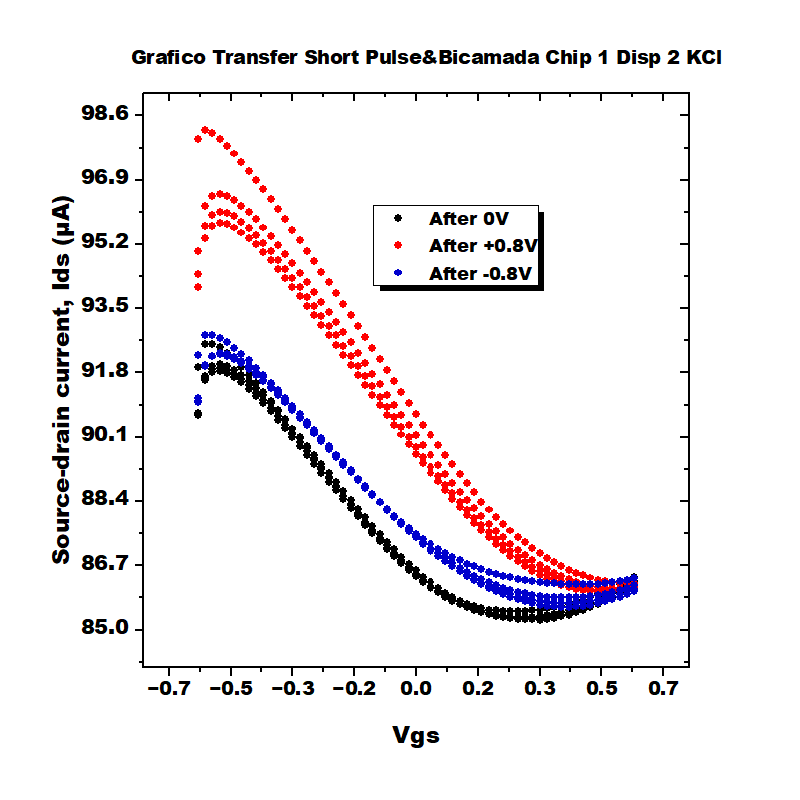 Grafico Transfer Short Pulse&Bicamada Chip 1 Disp 2 KCl
98.6
96.9
95.2
93.5
91.8
90.1
88.4
86.7
85.0
Source-drain current, Ids (µA)
After 0V
After +0.8V
After -0.8V
−0.7 −0.5 −0.3 −0.2 0.0 0.2 0.3 0.5 0.7
Vgs